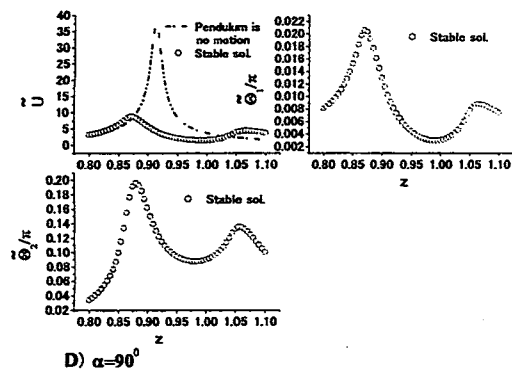 40
35
30
25
20
15
10
5
0
Ũ
Pendulum is
no motion
Stable sol.
0.80 0.85 0.90 0.95 1.00 1.05 1.10
0.022
0.020
0.018
0.016
0.014
0.012
0.010
0.008
0.006
0.004
0.002
Θ̃₁/π
Stable sol.
0.80 0.85 0.90 0.95 1.00 1.05 1.10
z
0.20
0.18
0.16
0.14
0.12
0.10
0.08
0.06
0.04
0.02
Θ̃₂/π
Stable sol.
0.80 0.85 0.90 0.95 1.00 1.05 1.10
z
D) α=90⁰